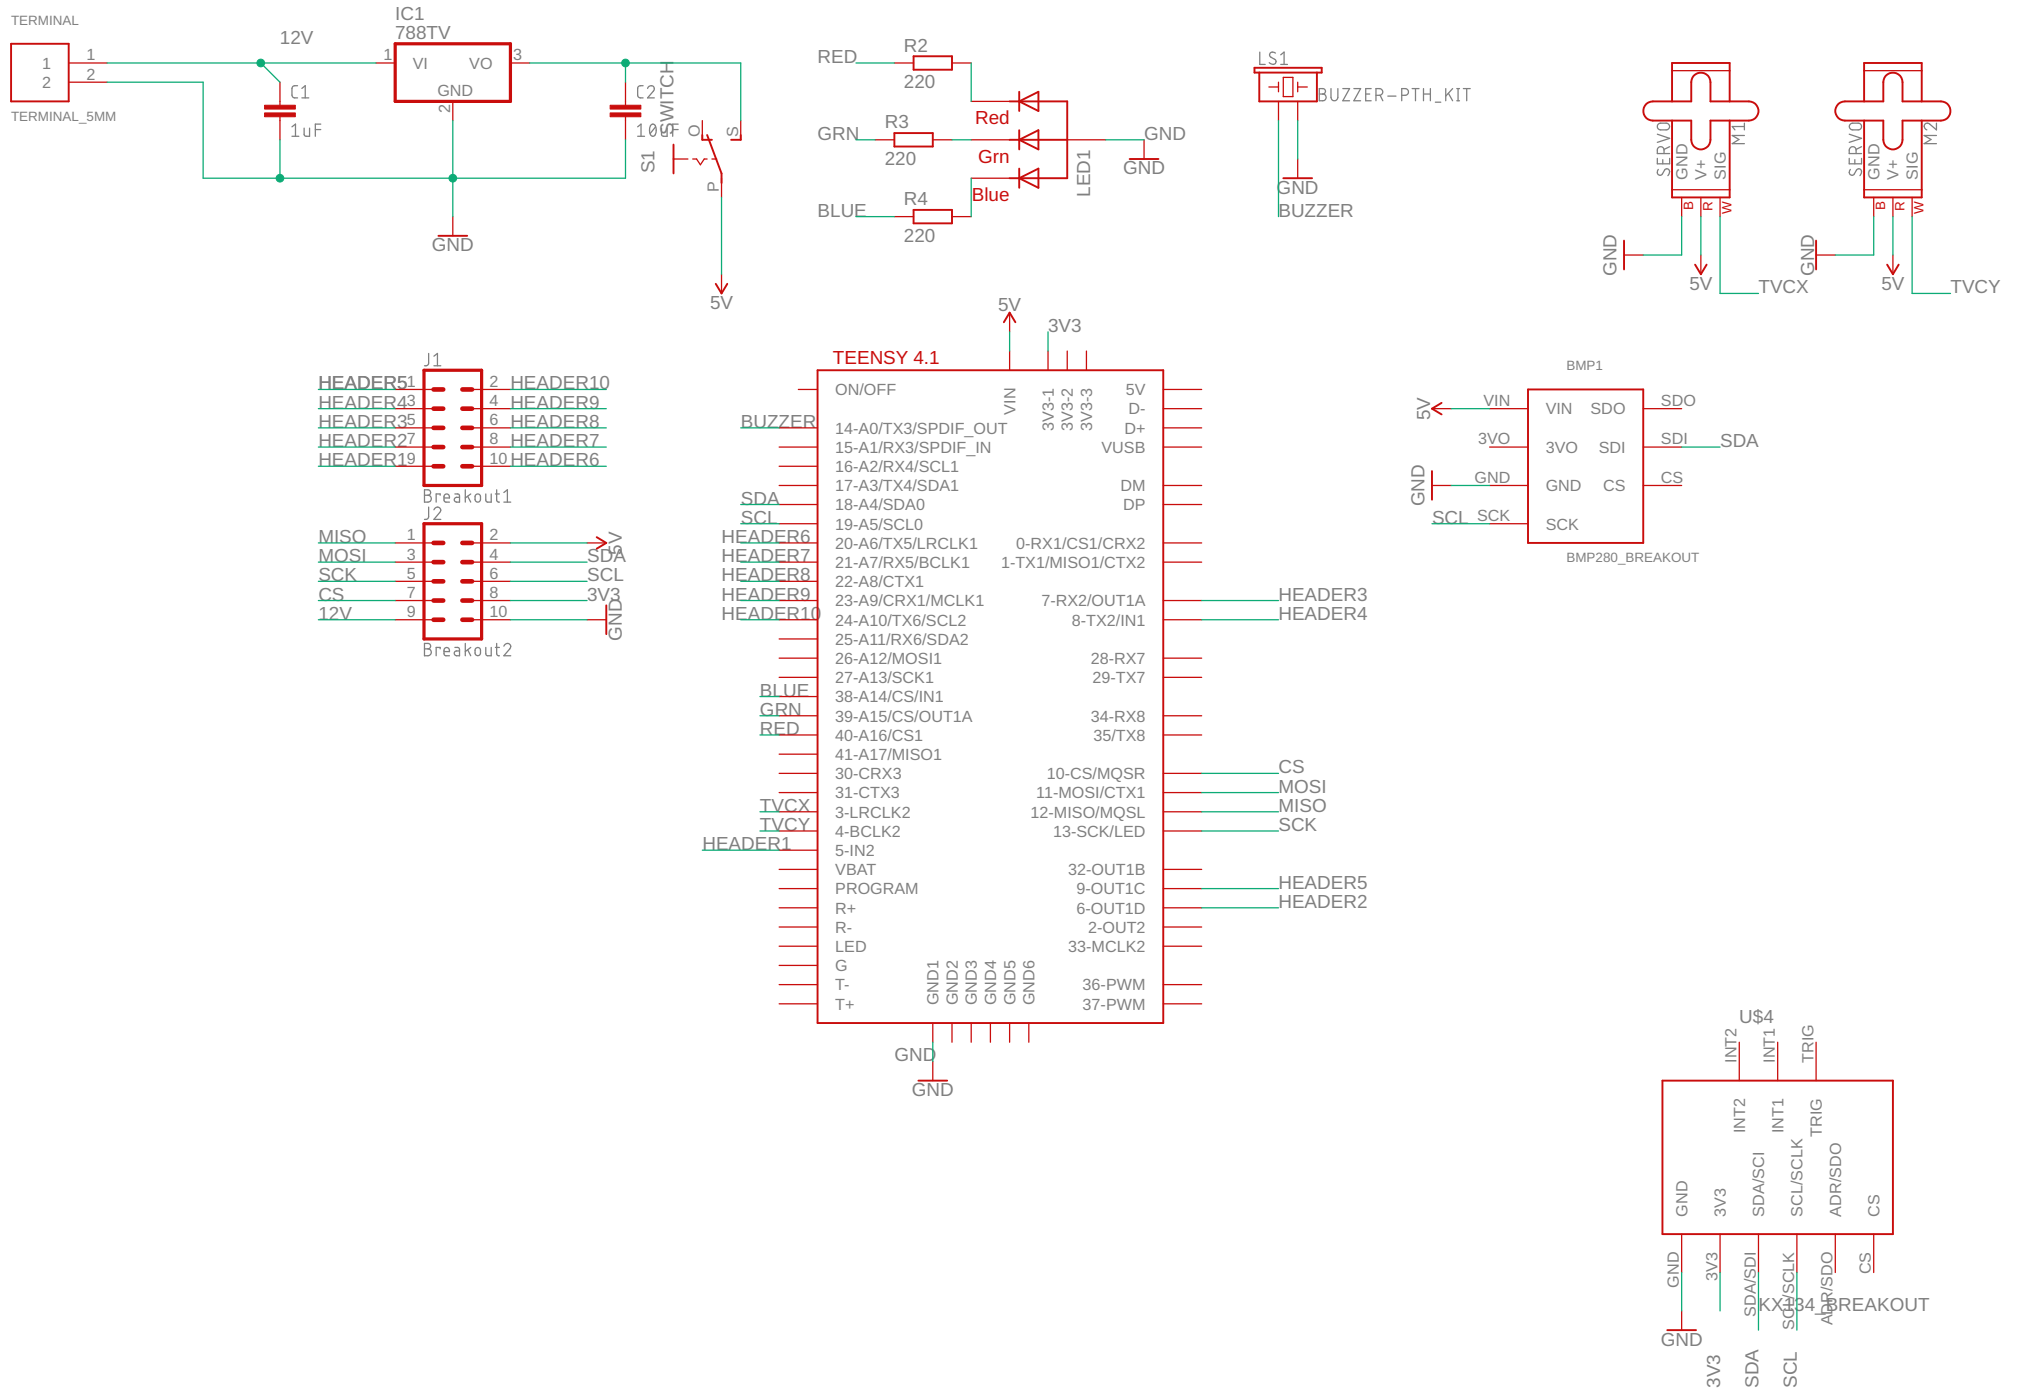 TERMINAL
1
2
1
2
TERMINAL_5MM
12V
C1
1uF
IC1
788TV
1
VI
VO
3
GND
2
GND
C2
10uF
SWITCH
S1
O
S
P
5V
RED
R2
220
GRN
R3
220
BLUE
R4
220
Red
Grn
Blue
LED1
GND
GND
LS1
BUZZER-PTH_KIT
GND
BUZZER
SERVO
GND
V+
SIG
M1
B
R
W
GND
5V
TVCX
SERVO
GND
V+
SIG
M2
B
R
W
GND
5V
TVCY
J1
HEADER5 1 2 HEADER10
HEADER4 3 4 HEADER9
HEADER3 5 6 HEADER8
HEADER2 7 8 HEADER7
HEADER1 9 10 HEADER6
Breakout1
J2
MISO 1 2 5V
MOSI 3 4 SDA
SCK 5 6 SCL
CS 7 8 3V3
12V 9 10 GND
Breakout2
5V
3V3
TEENSY 4.1
VIN
3V3-1
3V3-2
3V3-3
ON/OFF
BUZZER 14-A0/TX3/SPDIF_OUT
15-A1/RX3/SPDIF_IN
16-A2/RX4/SCL1
17-A3/TX4/SDA1
SDA 18-A4/SDA0
SCL 19-A5/SCL0
HEADER6 20-A6/TX5/LRCLK1
HEADER7 21-A7/RX5/BCLK1
HEADER8 22-A8/CTX1
HEADER9 23-A9/CRX1/MCLK1
HEADER10 24-A10/TX6/SCL2
25-A11/RX6/SDA2
26-A12/MOSI1
27-A13/SCK1
BLUE 38-A14/CS/IN1
GRN 39-A15/CS/OUT1A
RED 40-A16/CS1
41-A17/MISO1
30-CRX3
31-CTX3
TVCX 3-LRCLK2
TVCY 4-BCLK2
HEADER1 5-IN2
VBAT
PROGRAM
R+
R-
LED
G
T-
T+
5V
D-
D+
VUSB
DM
DP
0-RX1/CS1/CRX2
1-TX1/MISO1/CTX2
7-RX2/OUT1A HEADER3
8-TX2/IN1 HEADER4
28-RX7
29-TX7
34-RX8
35/TX8
10-CS/MQSR CS
11-MOSI/CTX1 MOSI
12-MISO/MQSL MISO
13-SCK/LED SCK
32-OUT1B
9-OUT1C HEADER5
6-OUT1D HEADER2
2-OUT2
33-MCLK2
36-PWM
37-PWM
GND1
GND2
GND3
GND4
GND5
GND6
GND
GND
BMP1
5V VIN VIN SDO SDO
3VO 3VO SDI SDI SDA
GND GND GND CS CS
SCL SCK SCK
BMP280_BREAKOUT
U$4
INT2
INT1
TRIG
INT2
INT1
TRIG
GND
3V3
SDA/SCI
SCL/SCLK
ADR/SDO
CS
GND
3V3
SDA/SDI
SCL/SCLK
ADR/SDO
CS
KX134_BREAKOUT
GND
3V3
SDA
SCL